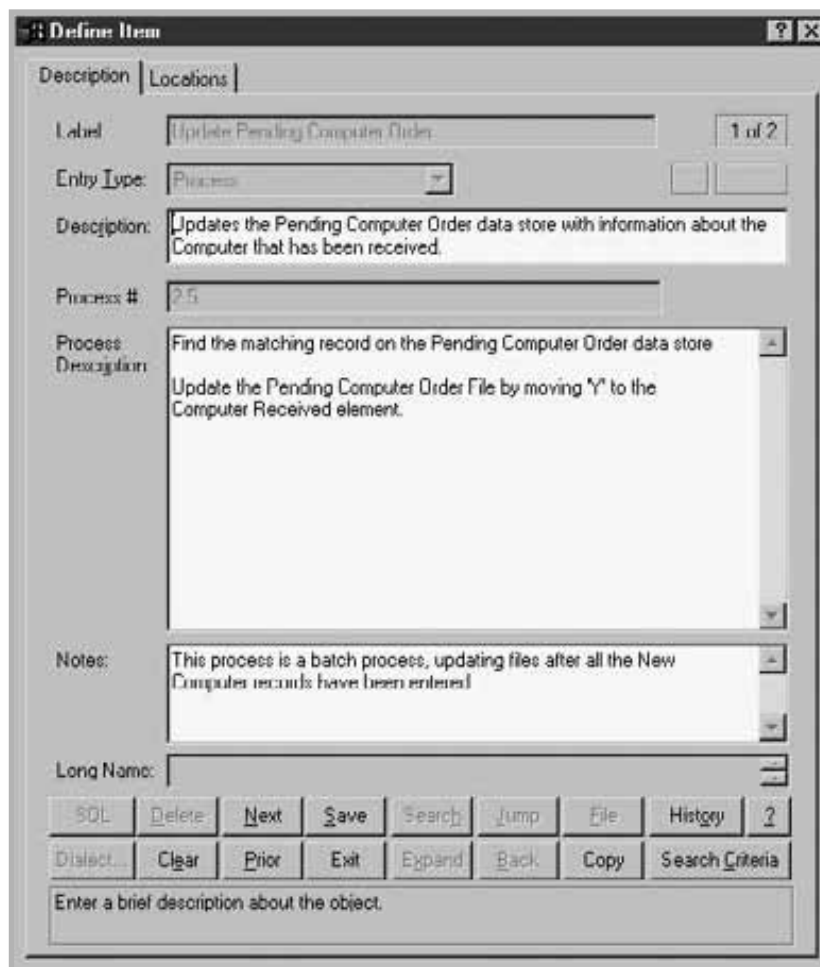 Define Item
? X
Description Locations
Label Update Pending Computer Order 1 of 2
Entry Type: Process
Description: Updates the Pending Computer Order data store with information about the
Computer that has been received.
Process # 2.5
Process Find the matching record on the Pending Computer Order data store
Description
Update the Pending Computer Order File by moving 'Y' to the
Computer Received element.
Notes: This process is a batch process, updating files after all the New
Computer records have been entered
Long Name:
SQL Delete Next Save Search Jump File History ?
Dialect... Clear Prior Exit Expand Back Copy Search Criteria
Enter a brief description about the object.